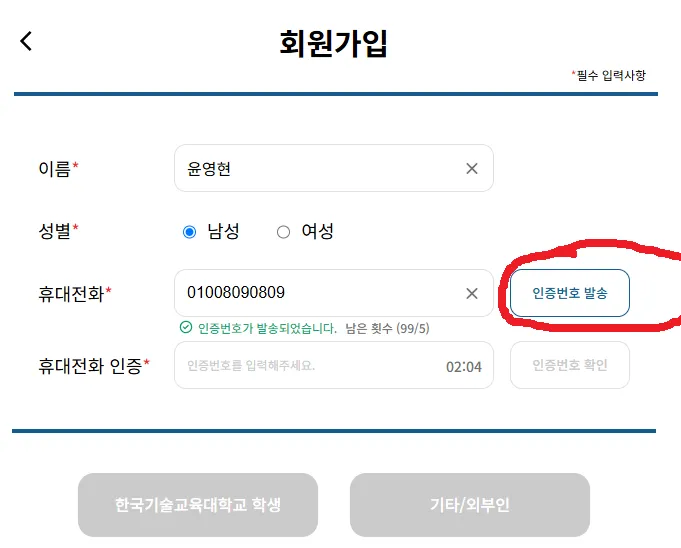 회원가입
*필수 입력사항
이름* 윤영현
성별* 남성 여성
휴대전화* 01008090809 인증번호 발송
인증번호가 발송되었습니다. 남은 횟수 (99/5)
휴대전화 인증* 인증번호를 입력해주세요. 02:04 인증번호 확인
한국기술교육대학교 학생 기타/외부인